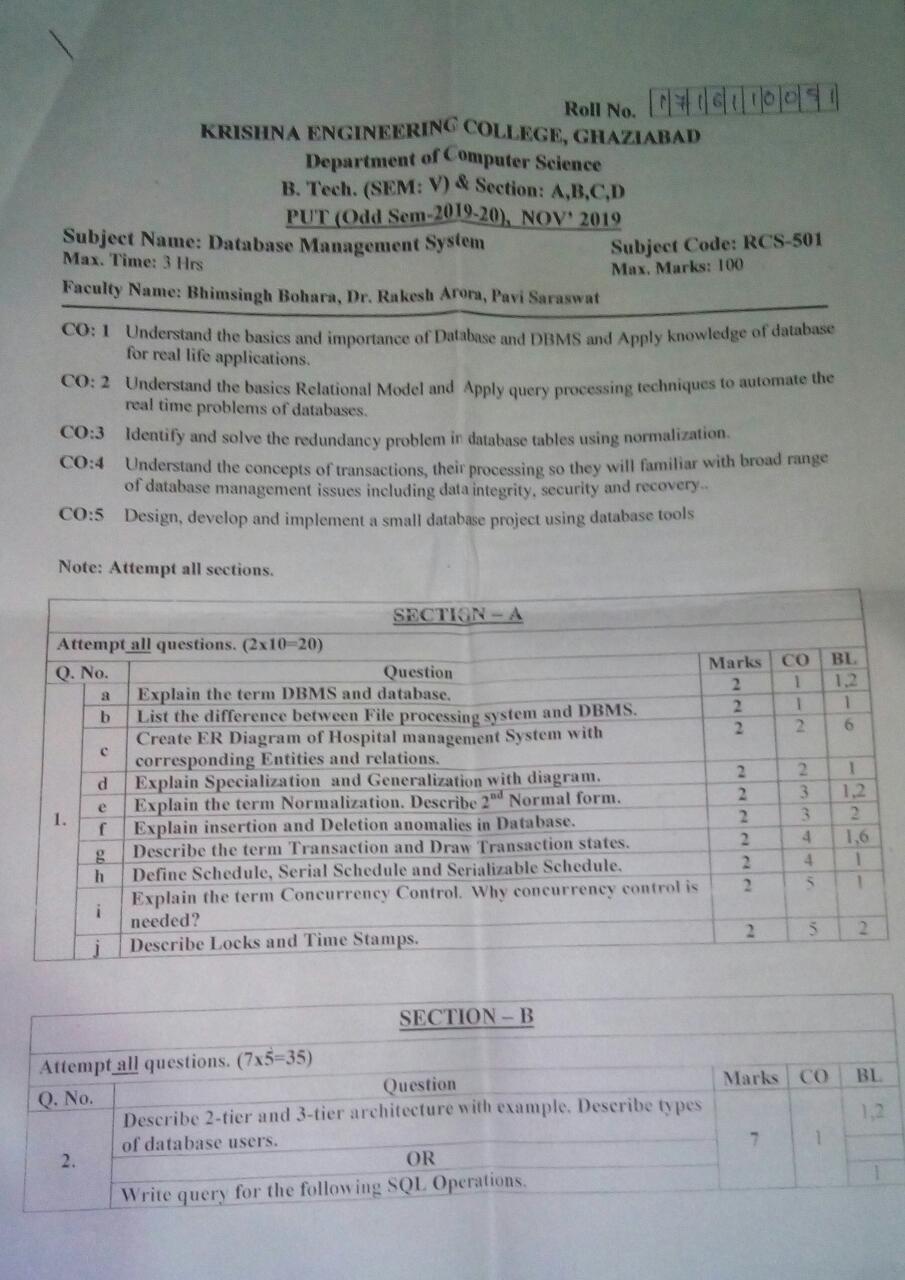 Roll No. 1716110051
KRISHNA ENGINEERING COLLEGE, GHAZIABAD
Department of Computer Science
B. Tech. (SEM: V) & Section: A,B,C,D
PUT (Odd Sem-2019-20), NOV' 2019
Subject Name: Database Management System Subject Code: RCS-501
Max. Time: 3 Hrs Max. Marks: 100
Faculty Name: Bhimsingh Bohara, Dr. Rakesh Arora, Pavi Saraswat
CO: 1 Understand the basics and importance of Database and DBMS and Apply knowledge of database
for real life applications.
CO: 2 Understand the basics Relational Model and Apply query processing techniques to automate the
real time problems of databases.
CO:3 Identify and solve the redundancy problem in database tables using normalization.
CO:4 Understand the concepts of transactions, their processing so they will familiar with broad range
of database management issues including data integrity, security and recovery..
CO:5 Design, develop and implement a small database project using database tools
Note: Attempt all sections.
SECTION – A
Attempt all questions. (2x10=20)
Q. No. Question Marks CO BL
1.
a Explain the term DBMS and database. 2 1 1,2
b List the difference between File processing system and DBMS. 2 1 1
c Create ER Diagram of Hospital management System with 2 2 6
corresponding Entities and relations.
d Explain Specialization and Generalization with diagram. 2 2 1
e Explain the term Normalization. Describe 2nd Normal form. 2 3 1,2
f Explain insertion and Deletion anomalies in Database. 2 3 2
g Describe the term Transaction and Draw Transaction states. 2 4 1,6
h Define Schedule, Serial Schedule and Serializable Schedule. 2 4 1
i Explain the term Concurrency Control. Why concurrency control is 2 5 1
needed?
j Describe Locks and Time Stamps. 2 5 2
SECTION – B
Attempt all questions. (7x5=35)
Q. No. Question Marks CO BL
2.
Describe 2-tier and 3-tier architecture with example. Describe types 7 1 1,2
of database users.
OR
Write query for the following SQL Operations. 1